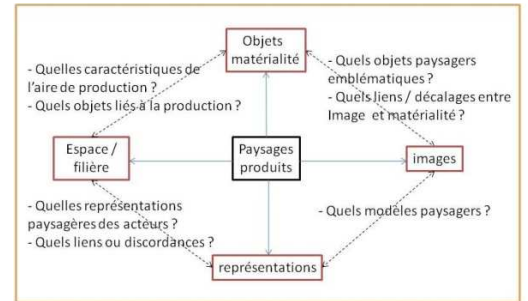 Objets
matérialité
- Quelles caractéristiques de
l'aire de production ?
- Quels objets liés à la production ?
- Quels objets paysagers
emblématiques ?
- Quels liens / décalages entre
Image et matérialité ?
Espace /
filière
Paysages
produits
images
- Quelles représentations
paysagères des acteurs ?
- Quels liens ou discordances ?
- Quels modèles paysagers ?
représentations